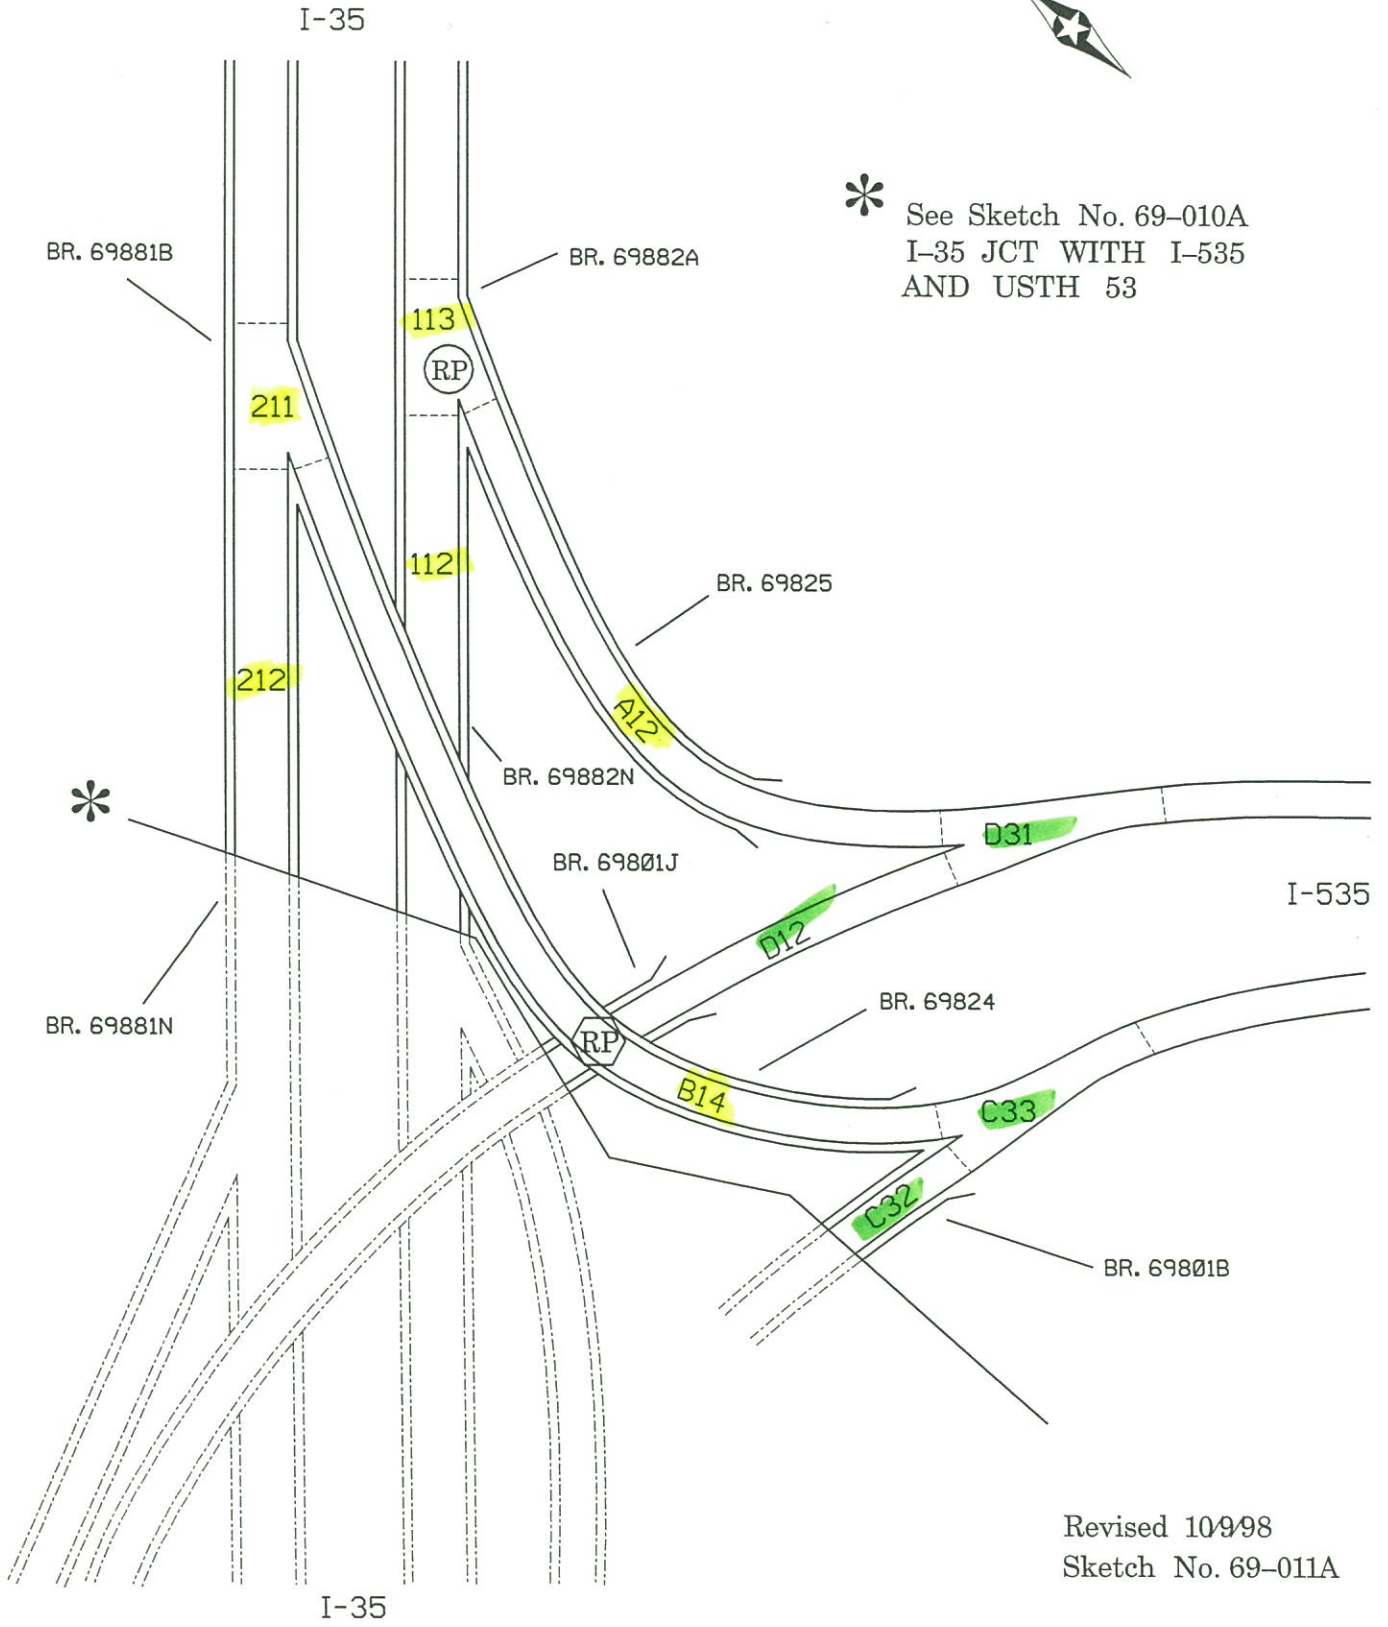 I-35
✻ See Sketch No. 69–010A
I–35 JCT WITH I–535
AND USTH 53
BR. 69881B
BR. 69882A
113
RP
211
112
BR. 69825
212
A12
BR. 69882N
✻
D31
BR. 69801J
I-535
D12
BR. 69824
BR. 69881N
RP
B14
C33
C32
BR. 69801B
Revised 10/9/98
Sketch No. 69–011A
I-35